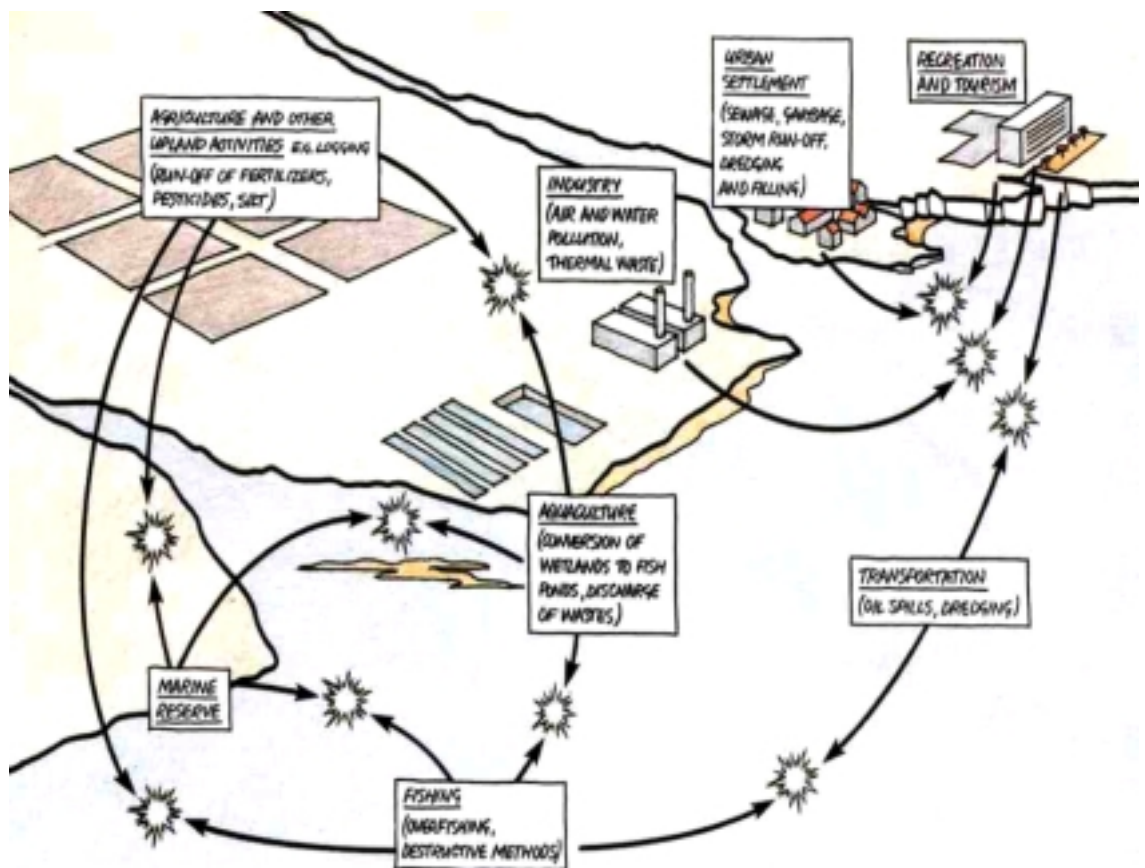 AGRICULTURE AND OTHER
UPLAND ACTIVITIES E.G. LOGGING
(RUN-OFF OF FERTILIZERS,
PESTICIDES, SILT)
INDUSTRY
(AIR AND WATER
POLLUTION,
THERMAL WASTE)
URBAN
SETTLEMENT
(SEWAGE, GARBAGE,
STORM RUN-OFF,
DREDGING
AND FILLING)
RECREATION
AND TOURISM
AQUACULTURE
(CONVERSION OF
WETLANDS TO FISH
PONDS, DISCHARGE
OF WASTES)
TRANSPORTATION
(OIL SPILLS, DREDGING)
MARINE
RESERVE
FISHING
(OVERFISHING,
DESTRUCTIVE METHODS)